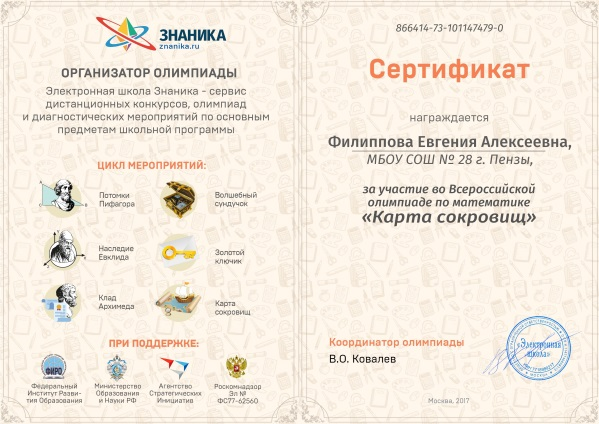 ЗНАНИКА
znanika.ru
ОРГАНИЗАТОР ОЛИМПИАДЫ
Электронная школа Знаника - сервис
дистанционных конкурсов, олимпиад
и диагностических мероприятий по основным
предметам школьной программы
ЦИКЛ МЕРОПРИЯТИЙ:
Потомки
Пифагора
Волшебный
сундучок
Наследие
Евклида
Золотой
ключик
Клад
Архимеда
Карта
сокровищ
ПРИ ПОДДЕРЖКЕ:
ФИРО
Федеральный
Институт Разви-
тия Образования
Министерство
Образования
и Науки РФ
Агентство
Стратегических
Инициатив
Роскомнадзор
Эл №
ФС77-62560
866414-73-101147479-0
Сертификат
награждается
Филиппова Евгения Алексеевна,
МБОУ СОШ № 28 г. Пензы,
за участие во Всероссийской
олимпиаде по математике
«Карта сокровищ»
Координатор олимпиады
В.О. Ковалев
«Электронная
школа»
Москва, 2017